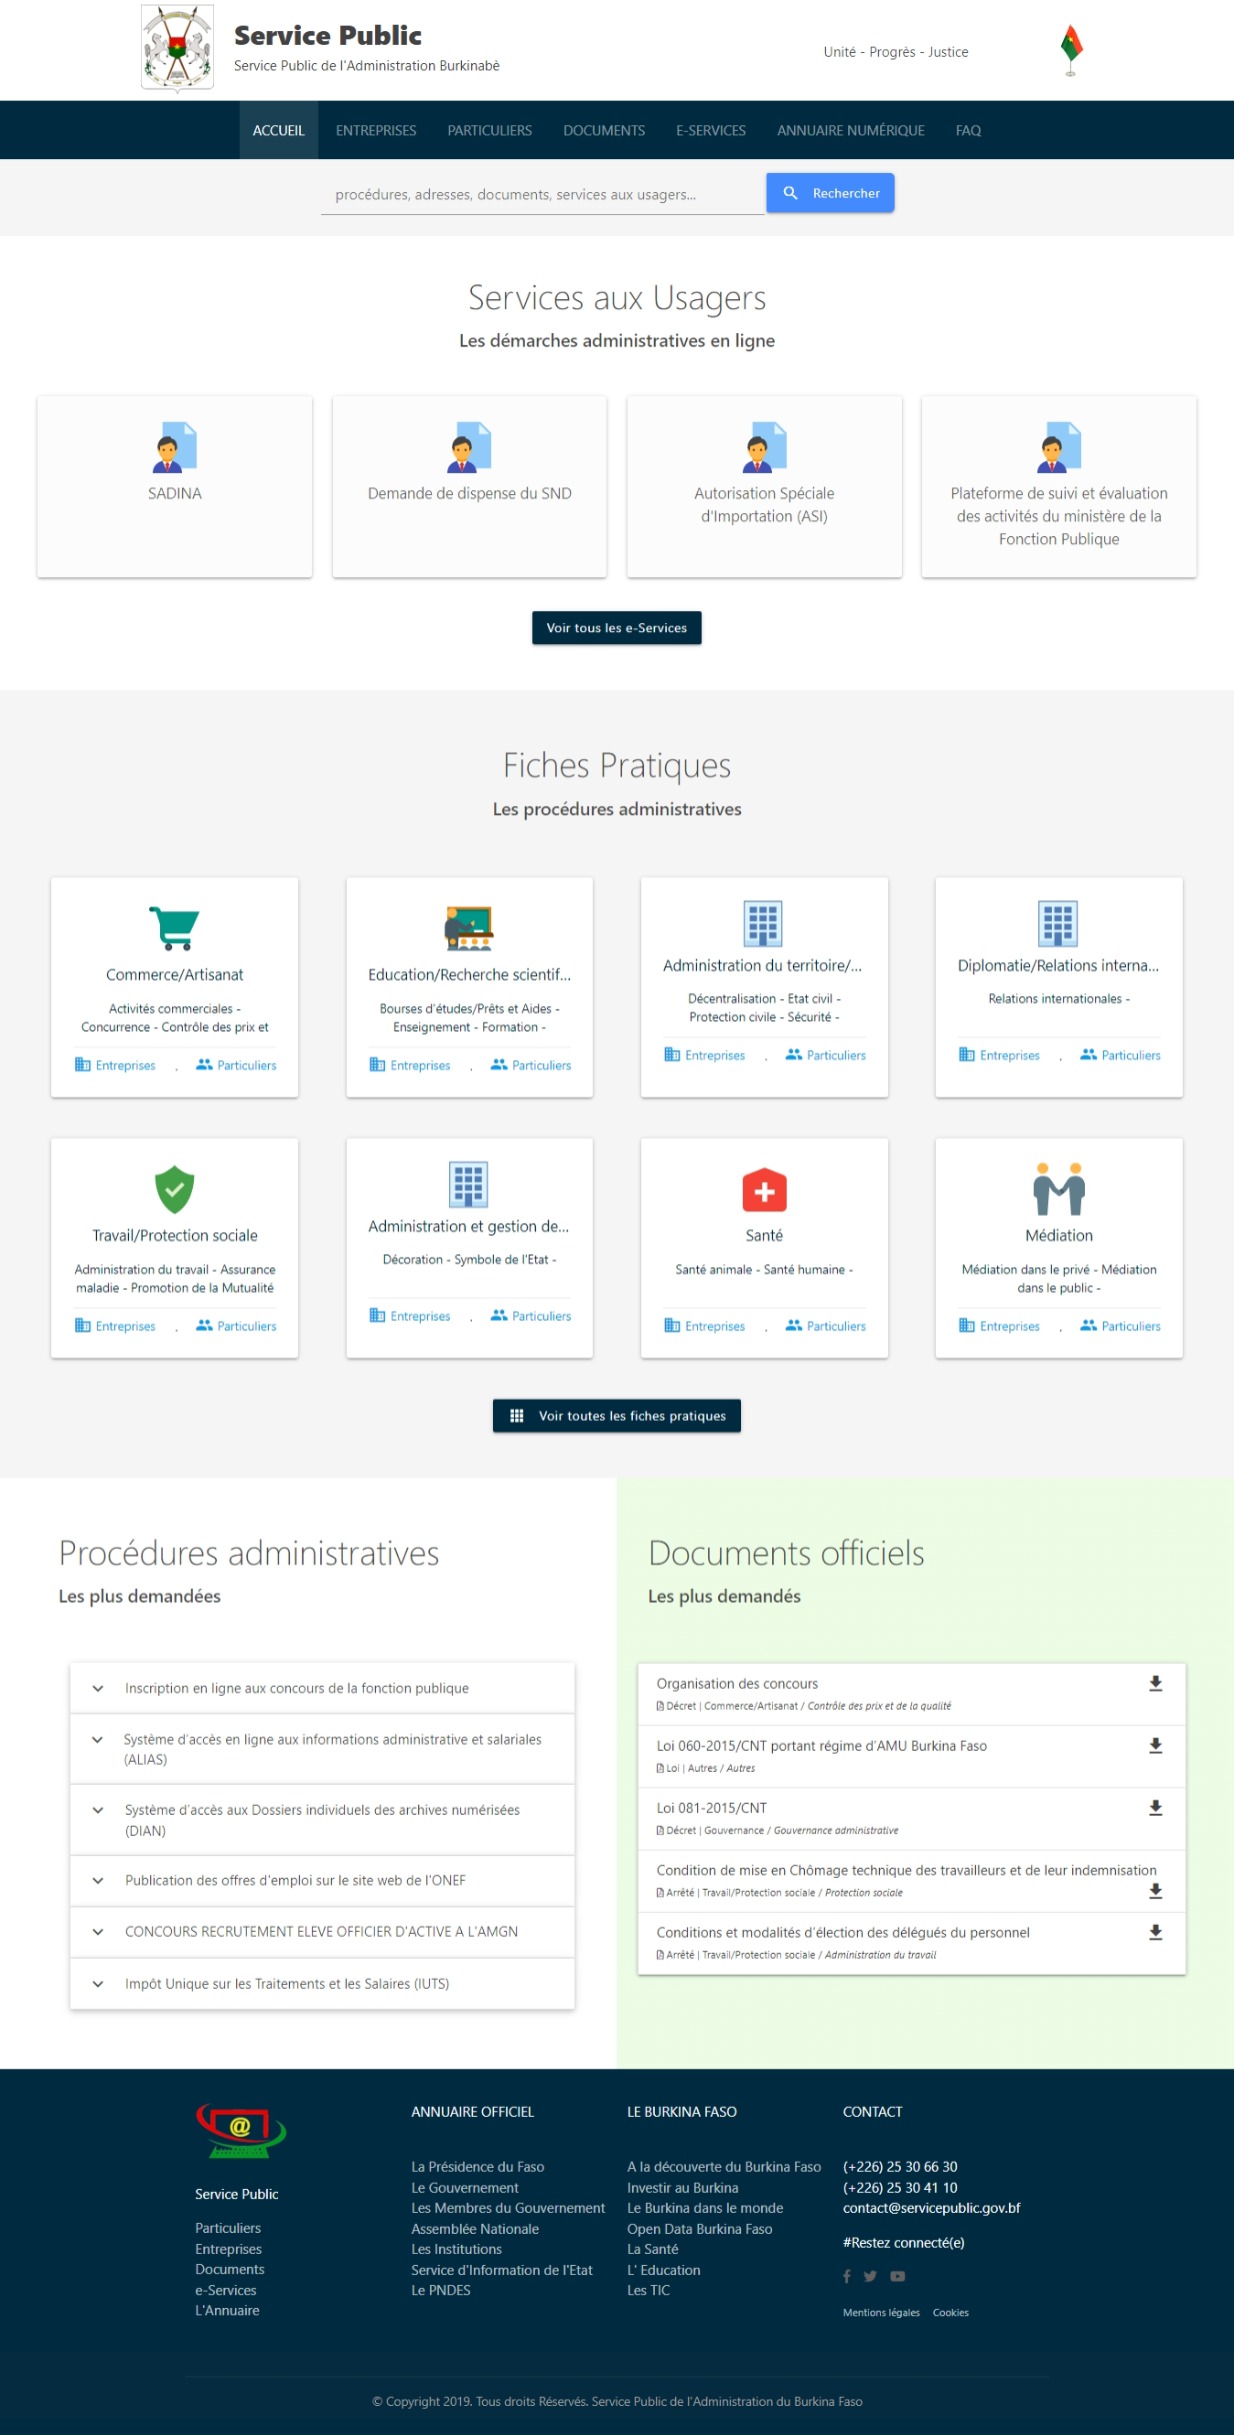 Service Public
Service Public de l'Administration Burkinabè
Unité - Progrès - Justice
ACCUEIL
ENTREPRISES
PARTICULIERS
DOCUMENTS
E-SERVICES
ANNUAIRE NUMÉRIQUE
FAQ
procédures, adresses, documents, services aux usagers...
Rechercher
Services aux Usagers
Les démarches administratives en ligne
SADINA
Demande de dispense du SND
Autorisation Spéciale
d'Importation (ASI)
Plateforme de suivi et évaluation
des activités du ministère de la
Fonction Publique
Voir tous les e-Services
Fiches Pratiques
Les procédures administratives
Commerce/Artisanat
Activités commerciales -
Concurrence - Contrôle des prix et
Entreprises . Particuliers
Education/Recherche scientif...
Bourses d'études/Prêts et Aides -
Enseignement - Formation -
Entreprises . Particuliers
Administration du territoire/...
Décentralisation - Etat civil -
Protection civile - Sécurité -
Entreprises . Particuliers
Diplomatie/Relations interna...
Relations internationales -
Entreprises . Particuliers
Travail/Protection sociale
Administration du travail - Assurance
maladie - Promotion de la Mutualité
Entreprises . Particuliers
Administration et gestion de...
Décoration - Symbole de l'Etat -
Entreprises . Particuliers
Santé
Santé animale - Santé humaine -
Entreprises . Particuliers
Médiation
Médiation dans le privé - Médiation
dans le public -
Entreprises . Particuliers
Voir toutes les fiches pratiques
Procédures administratives
Les plus demandées
Inscription en ligne aux concours de la fonction publique
Système d'accès en ligne aux informations administrative et salariales
(ALIAS)
Système d'accès aux Dossiers individuels des archives numérisées
(DIAN)
Publication des offres d'emploi sur le site web de l'ONEF
CONCOURS RECRUTEMENT ELEVE OFFICIER D'ACTIVE A L'AMGN
Impôt Unique sur les Traitements et les Salaires (IUTS)
Documents officiels
Les plus demandés
Organisation des concours
Décret | Commerce/Artisanat / Contrôle des prix et de la qualité
Loi 060-2015/CNT portant régime d'AMU Burkina Faso
Loi | Autres / Autres
Loi 081-2015/CNT
Décret | Gouvernance / Gouvernance administrative
Condition de mise en Chômage technique des travailleurs et de leur indemnisation
Arrêté | Travail/Protection sociale / Protection sociale
Conditions et modalités d'élection des délégués du personnel
Arrêté | Travail/Protection sociale / Administration du travail
@
Service Public
Particuliers
Entreprises
Documents
e-Services
L'Annuaire
ANNUAIRE OFFICIEL
La Présidence du Faso
Le Gouvernement
Les Membres du Gouvernement
Assemblée Nationale
Les Institutions
Service d'Information de l'Etat
Le PNDES
LE BURKINA FASO
A la découverte du Burkina Faso
Investir au Burkina
Le Burkina dans le monde
Open Data Burkina Faso
La Santé
L' Education
Les TIC
CONTACT
(+226) 25 30 66 30
(+226) 25 30 41 10
contact@servicepublic.gov.bf
#Restez connecté(e)
Mentions légales
Cookies
© Copyright 2019. Tous droits Réservés. Service Public de l'Administration du Burkina Faso